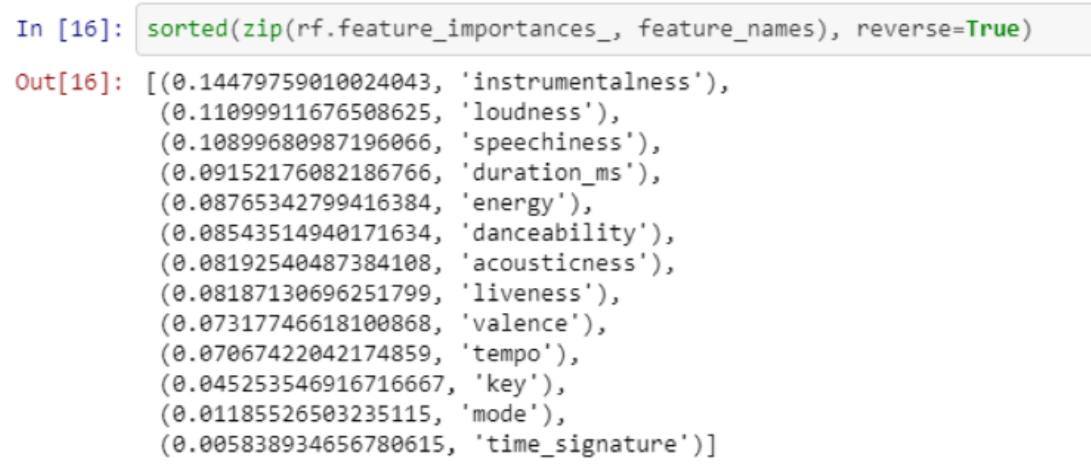 In [16]: sorted(zip(rf.feature_importances_, feature_names), reverse=True)
Out[16]: [(0.14479759010024043, 'instrumentalness'),
(0.11099911676508625, 'loudness'),
(0.10899680987196066, 'speechiness'),
(0.09152176082186766, 'duration_ms'),
(0.08765342799416384, 'energy'),
(0.08543514940171634, 'danceability'),
(0.08192540487384108, 'acousticness'),
(0.08187130696251799, 'liveness'),
(0.07317746618100868, 'valence'),
(0.07067422042174859, 'tempo'),
(0.045253546916716667, 'key'),
(0.01185526503235115, 'mode'),
(0.005838934656780615, 'time_signature')]